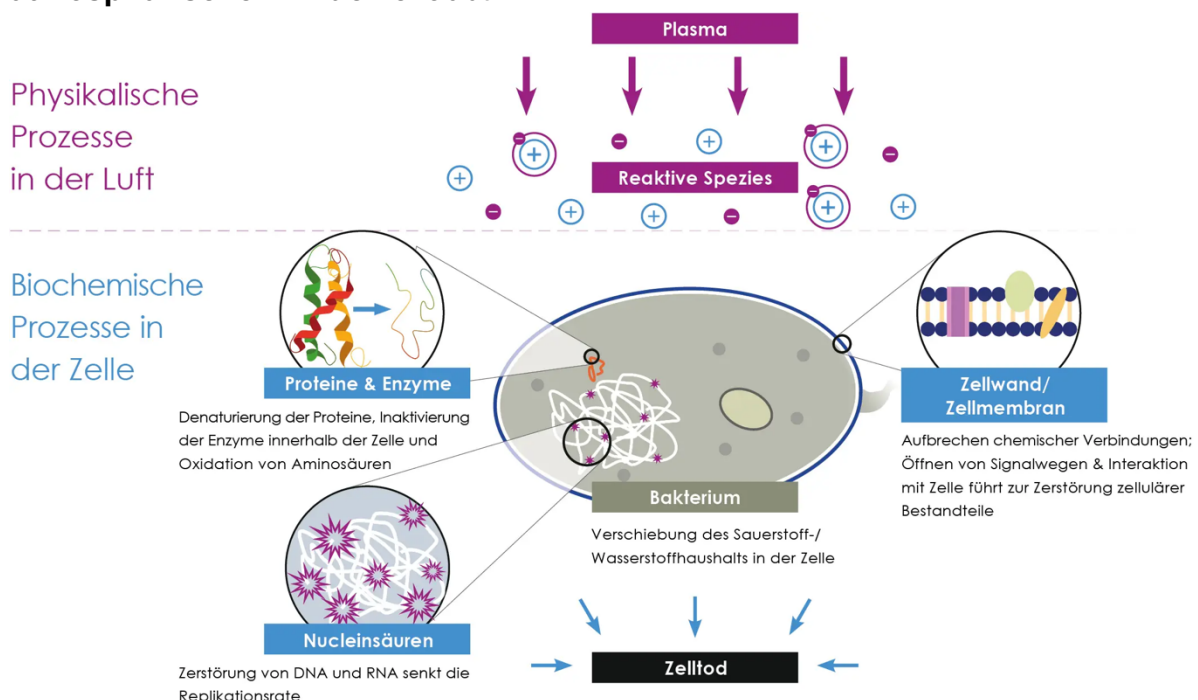 Plasma
Physikalische
Prozesse
in der Luft
Reaktive Spezies
Biochemische
Prozesse in
der Zelle
Proteine & Enzyme
Denaturierung der Proteine, Inaktivierung
der Enzyme innerhalb der Zelle und
Oxidation von Aminosäuren
Zellwand/
Zellmembran
Aufbrechen chemischer Verbindungen;
Öffnen von Signalwegen & Interaktion
mit Zelle führt zur Zerstörung zellulärer
Bestandteile
Bakterium
Verschiebung des Sauerstoff-/
Wasserstoffhaushalts in der Zelle
Nucleinsäuren
Zerstörung von DNA und RNA senkt die
Replikationsrate
Zelltod